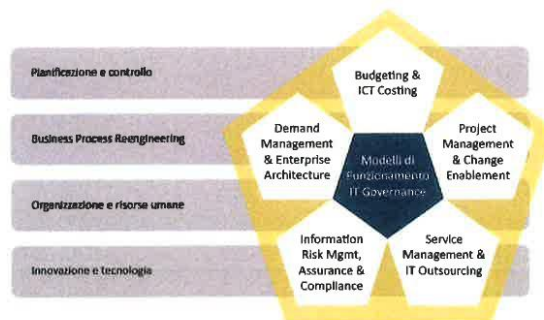 Pianificazione e controllo
Business Process Reengineering
Organizzazione e risorse umane
Innovazione e tecnologia
Budgeting &
ICT Costing
Demand
Management
& Enterprise
Architecture
Modelli di
Funzionamento
IT Governance
Project
Management
& Change
Enablement
Information
Risk Mgmt,
Assurance &
Compliance
Service
Management &
IT Outsourcing